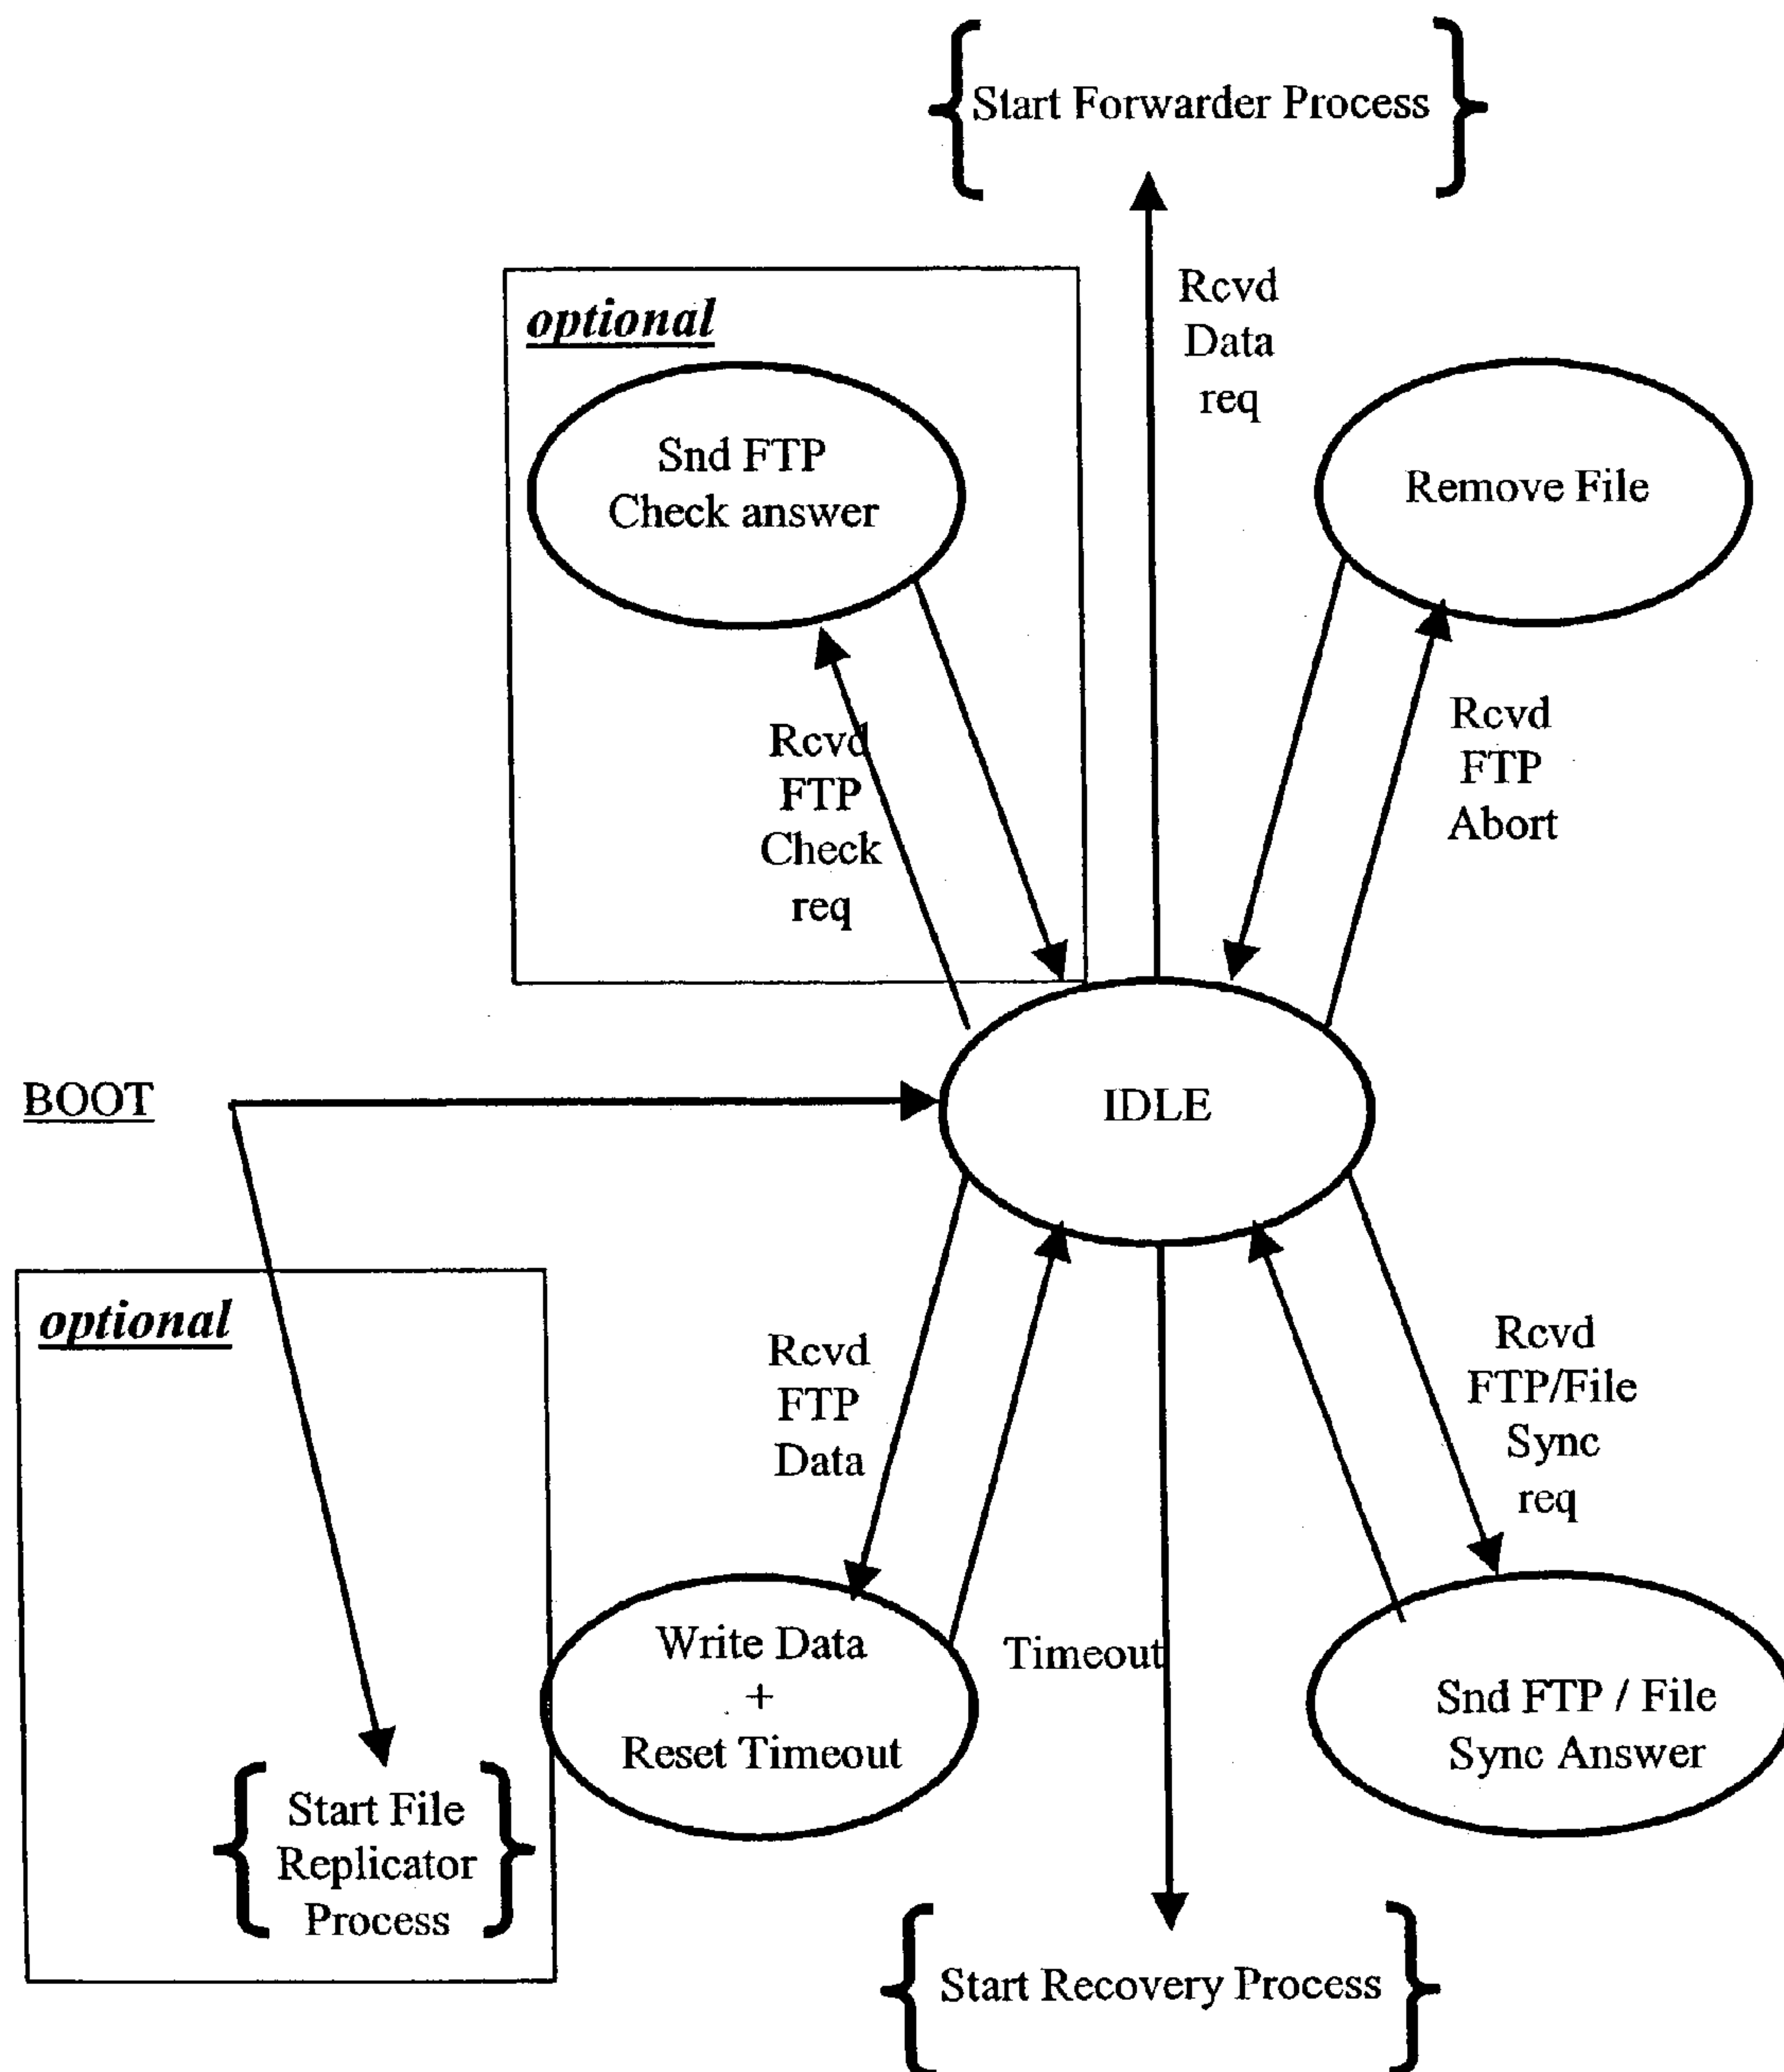 Start Forwarder Process
Rcvd
Data
req
optional
Snd FTP
Check answer
Remove File
Rcvd
FTP
Check
req
Rcvd
FTP
Abort
BOOT
IDLE
optional
Rcvd
FTP
Data
Rcvd
FTP/File
Sync
req
Write Data
+
Reset Timeout
Timeout
Snd FTP / File
Sync Answer
Start File
Replicator
Process
Start Recovery Process